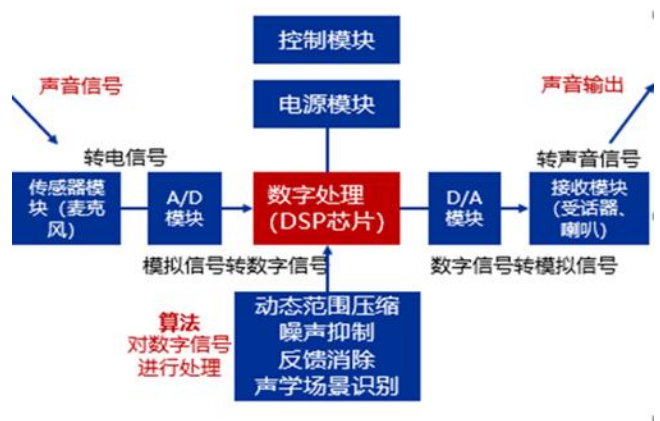 控制模块
声音信号
声音输出
电源模块
转电信号
转声音信号
传感器模
块（麦克
风）
A/D
模块
数字处理
(DSP芯片)
D/A
模块
接收模块
(受话器、
喇叭）
模拟信号转数字信号
数字信号转模拟信号
算法
对数字信号
进行处理
动态范围压缩
噪声抑制
反馈消除
声学场景识别